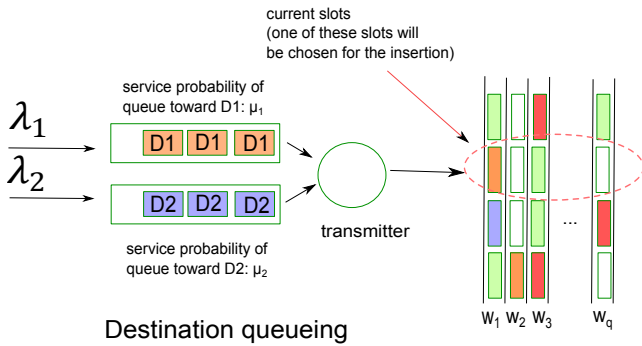 current slots
(one of these slots will
be chosen for the insertion)
service probability of
queue toward D1: μ₁
λ₁
D1 D1 D1
λ₂
D2 D2 D2
transmitter
service probability of
queue toward D2: μ₂
...
w₁ w₂ w₃ w_q
Destination queueing